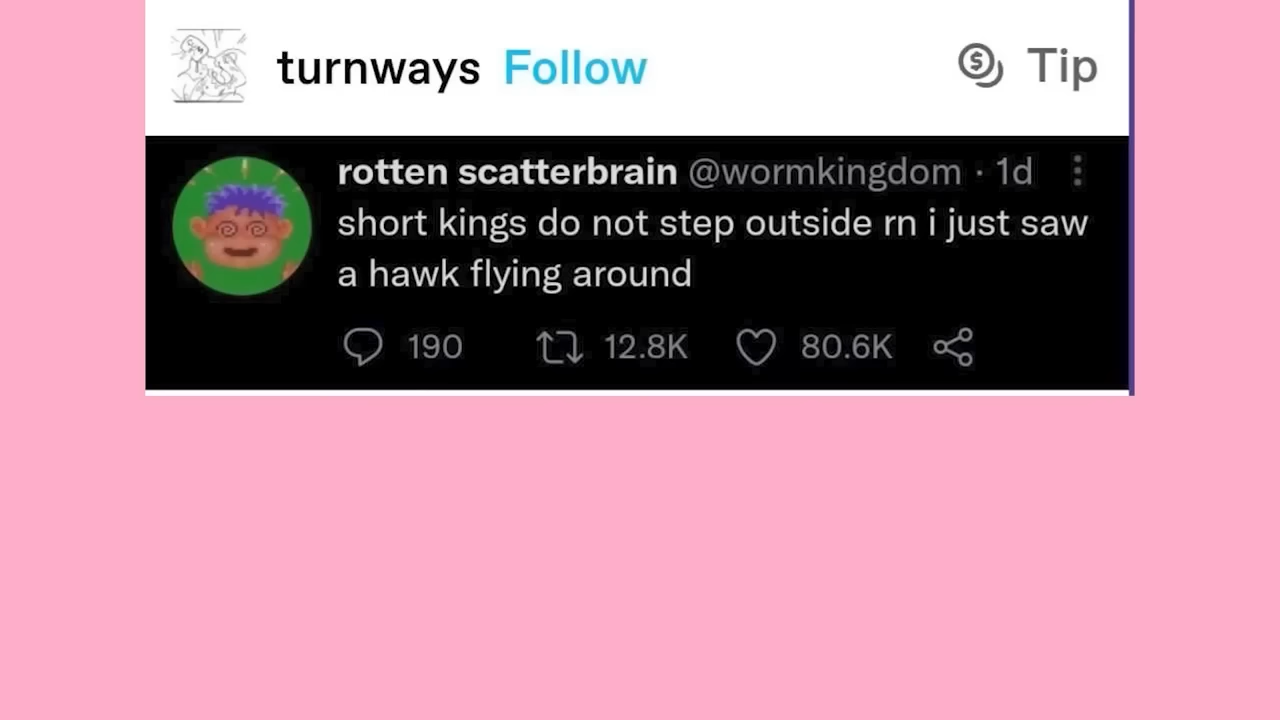 turnways Follow Tip
rotten scatterbrain @wormkingdom · 1d
short kings do not step outside rn i just saw
a hawk flying around
190 12.8K 80.6K